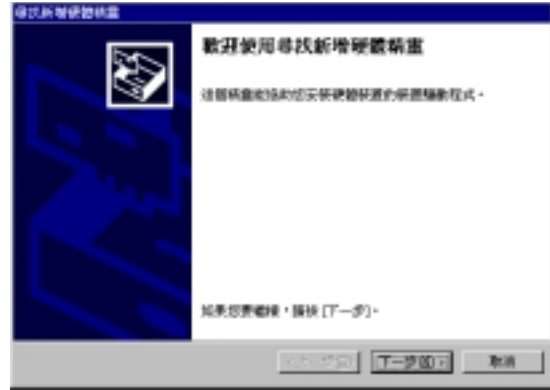 尋找新增硬體精靈
歡迎使用尋找新增硬體精靈
這個精靈能協助您安裝硬體裝置的裝置驅動程式。
如果您要繼續,請按 [下一步]。
下一步(N) >
取消